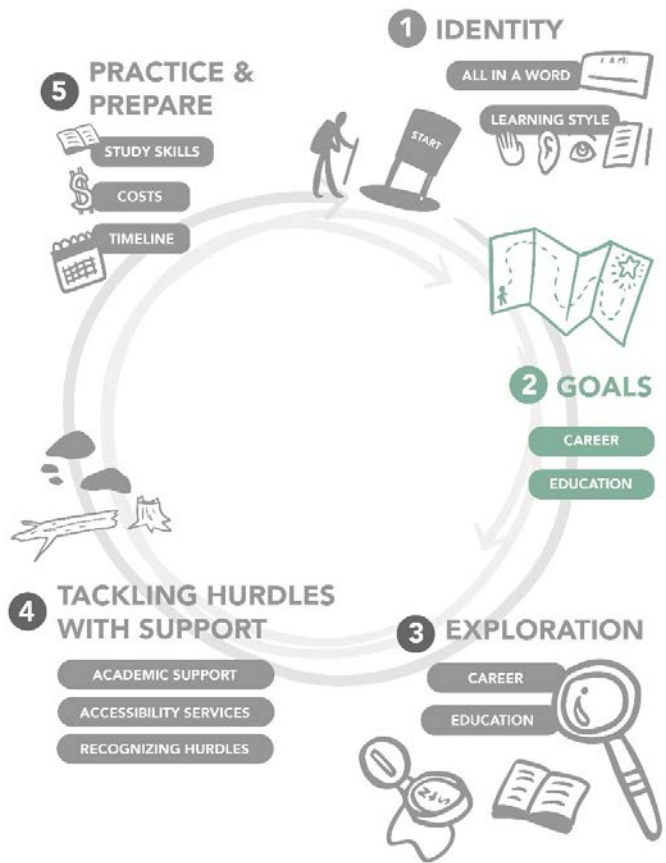 1 IDENTITY
ALL IN A WORD
I AM:
LEARNING STYLE
START
2 GOALS
CAREER
EDUCATION
3 EXPLORATION
CAREER
EDUCATION
4 TACKLING HURDLES
WITH SUPPORT
ACADEMIC SUPPORT
ACCESSIBILITY SERVICES
RECOGNIZING HURDLES
5 PRACTICE &
PREPARE
STUDY SKILLS
$
COSTS
TIMELINE